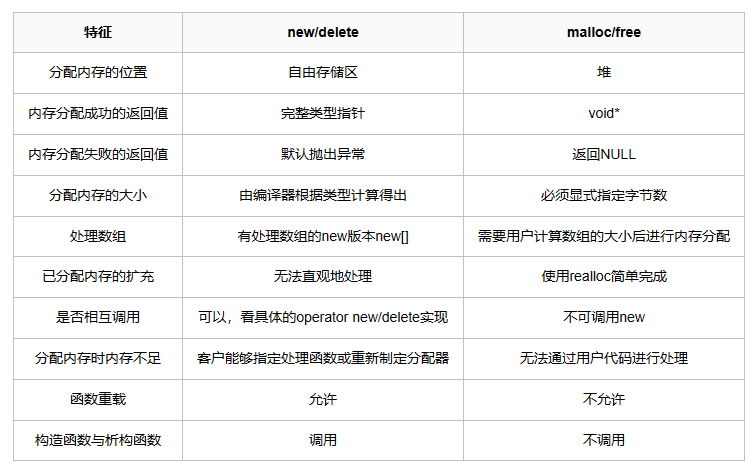 特征 new/delete malloc/free
分配内存的位置 自由存储区 堆
内存分配成功的返回值 完整类型指针 void*
内存分配失败的返回值 默认抛出异常 返回NULL
分配内存的大小 由编译器根据类型计算得出 必须显式指定字节数
处理数组 有处理数组的new版本new[] 需要用户计算数组的大小后进行内存分配
已分配内存的扩充 无法直观地处理 使用realloc简单完成
是否相互调用 可以，看具体的operator new/delete实现 不可调用new
分配内存时内存不足 客户能够指定处理函数或重新制定分配器 无法通过用户代码进行处理
函数重载 允许 不允许
构造函数与析构函数 调用 不调用